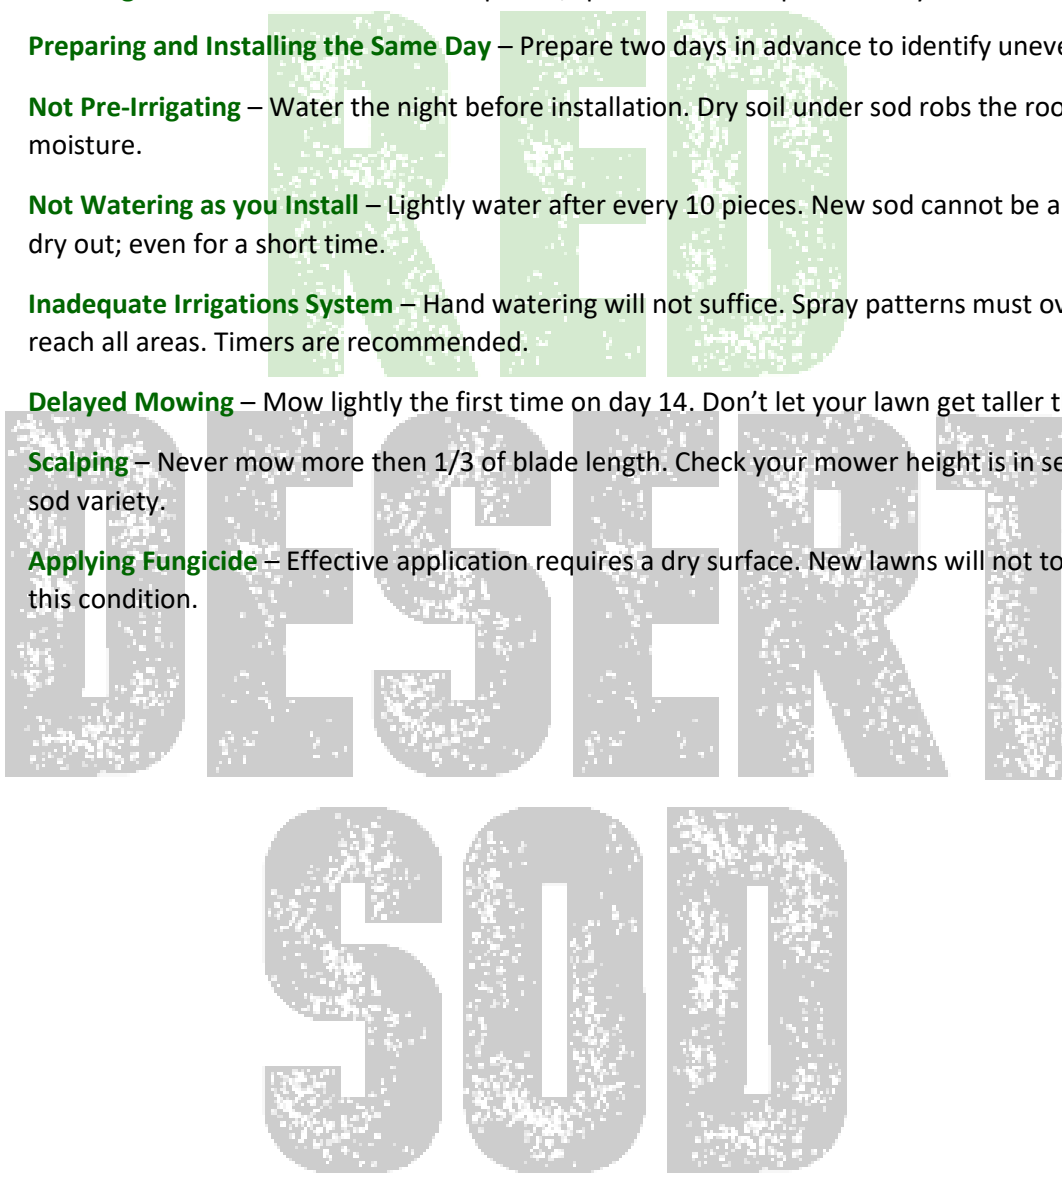 Preparing and Installing the Same Day – Prepare two days in advance to identify
Not Pre-Irrigating – Water the night before installation. Dry soil under sod robs the
moisture.
Not Watering as you Install – Lightly water after every 10 pieces. New sod cannot be
dry out; even for a short time.
Inadequate Irrigations System – Hand watering will not suffice. Spray patterns must
reach all areas. Timers are recommended.
Delayed Mowing – Mow lightly the first time on day 14. Don’t let your lawn get taller
Scalping – Never mow more then 1/3 of blade length. Check your mower height is in
sod variety.
Applying Fungicide – Effective application requires a dry surface. New lawns will not
this condition.
RED
DESERT
SOD